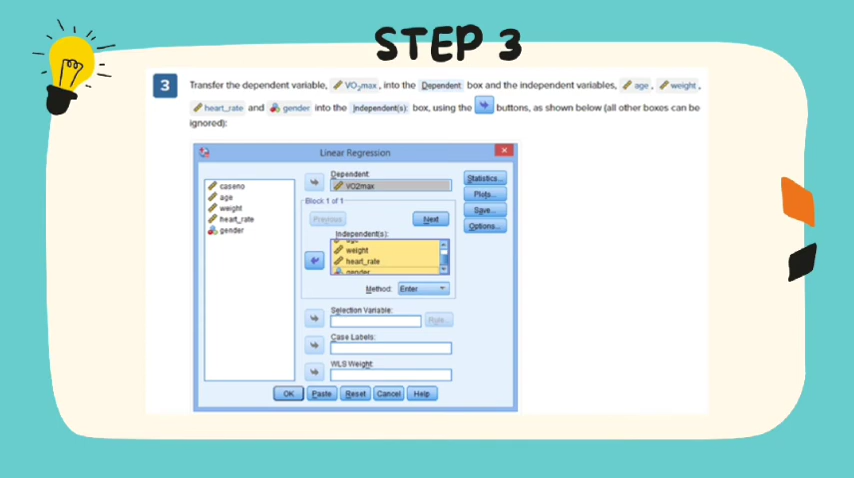 STEP 3
3
Transfer the dependent variable, VO₂max, into the Dependent box and the independent variables, age, weight,
heart_rate and gender into the Independent(s): box, using the buttons, as shown below (all other boxes can be
ignored):
Linear Regression
caseno
age
weight
heart_rate
gender
Dependent:
VO2max
Block 1 of 1
Previous
Next
Independent(s):
age
weight
heart_rate
gender
Method: Enter
Selection Variable:
Rule...
Case Labels:
WLS Weight:
Statistics...
Plots...
Save...
Options...
OK Paste Reset Cancel Help